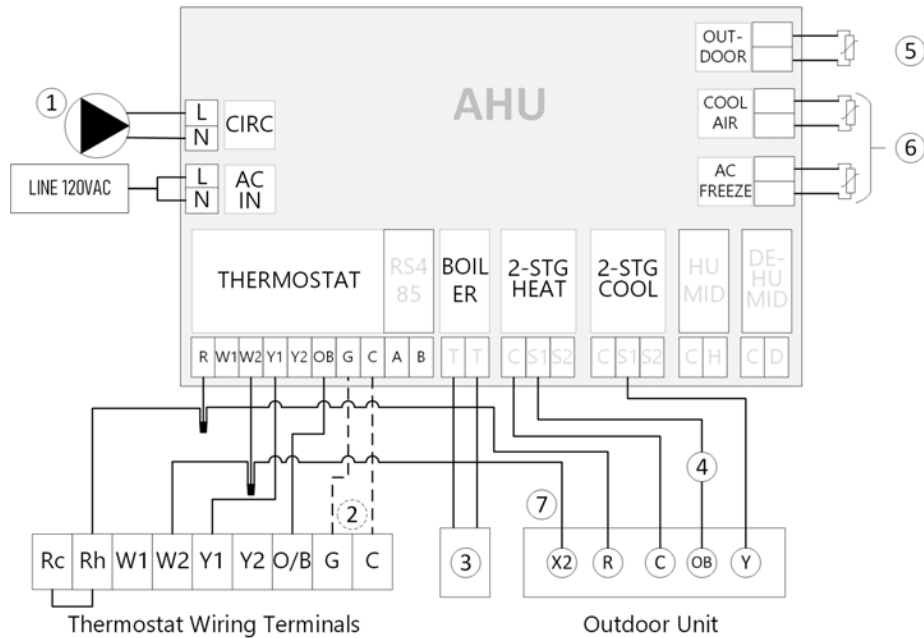 OUT-
DOOR
5
AHU
1
L
N
CIRC
COOL
AIR
6
LINE 120VAC
L
N
AC
IN
AC
FREEZE
THERMOSTAT
RS4
85
BOIL
ER
2-STG
HEAT
2-STG
COOL
HU
MID
DE-
HU
MID
R W1 W2 Y1 Y2 OB G C A B
T T
C S1 S2
C S1 S2
C H
C D
4
2
7
3
Rc Rh W1 W2 Y1 Y2 O/B G C
X2 R C OB Y
Thermostat Wiring Terminals
Outdoor Unit